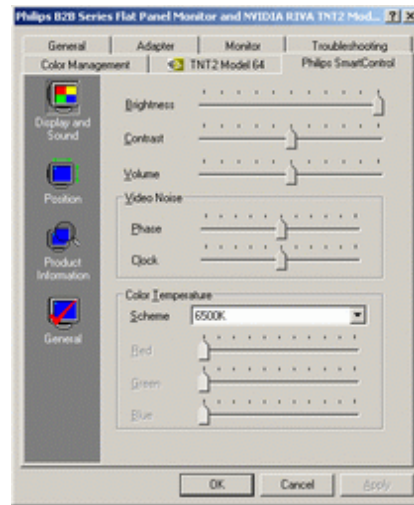 Philips B2B Series Flat Panel Monitor and NVIDIA RIVA TNT2 Mod...
General Adapter Monitor Troubleshooting
Color Management TNT2 Model 64 Philips SmartControl
Display and
Sound
Position
Product
Information
General
Brightness
Contrast
Volume
Video Noise
Phase
Clock
Color Temperature
Scheme 6500K
Red
Green
Blue
OK Cancel Apply